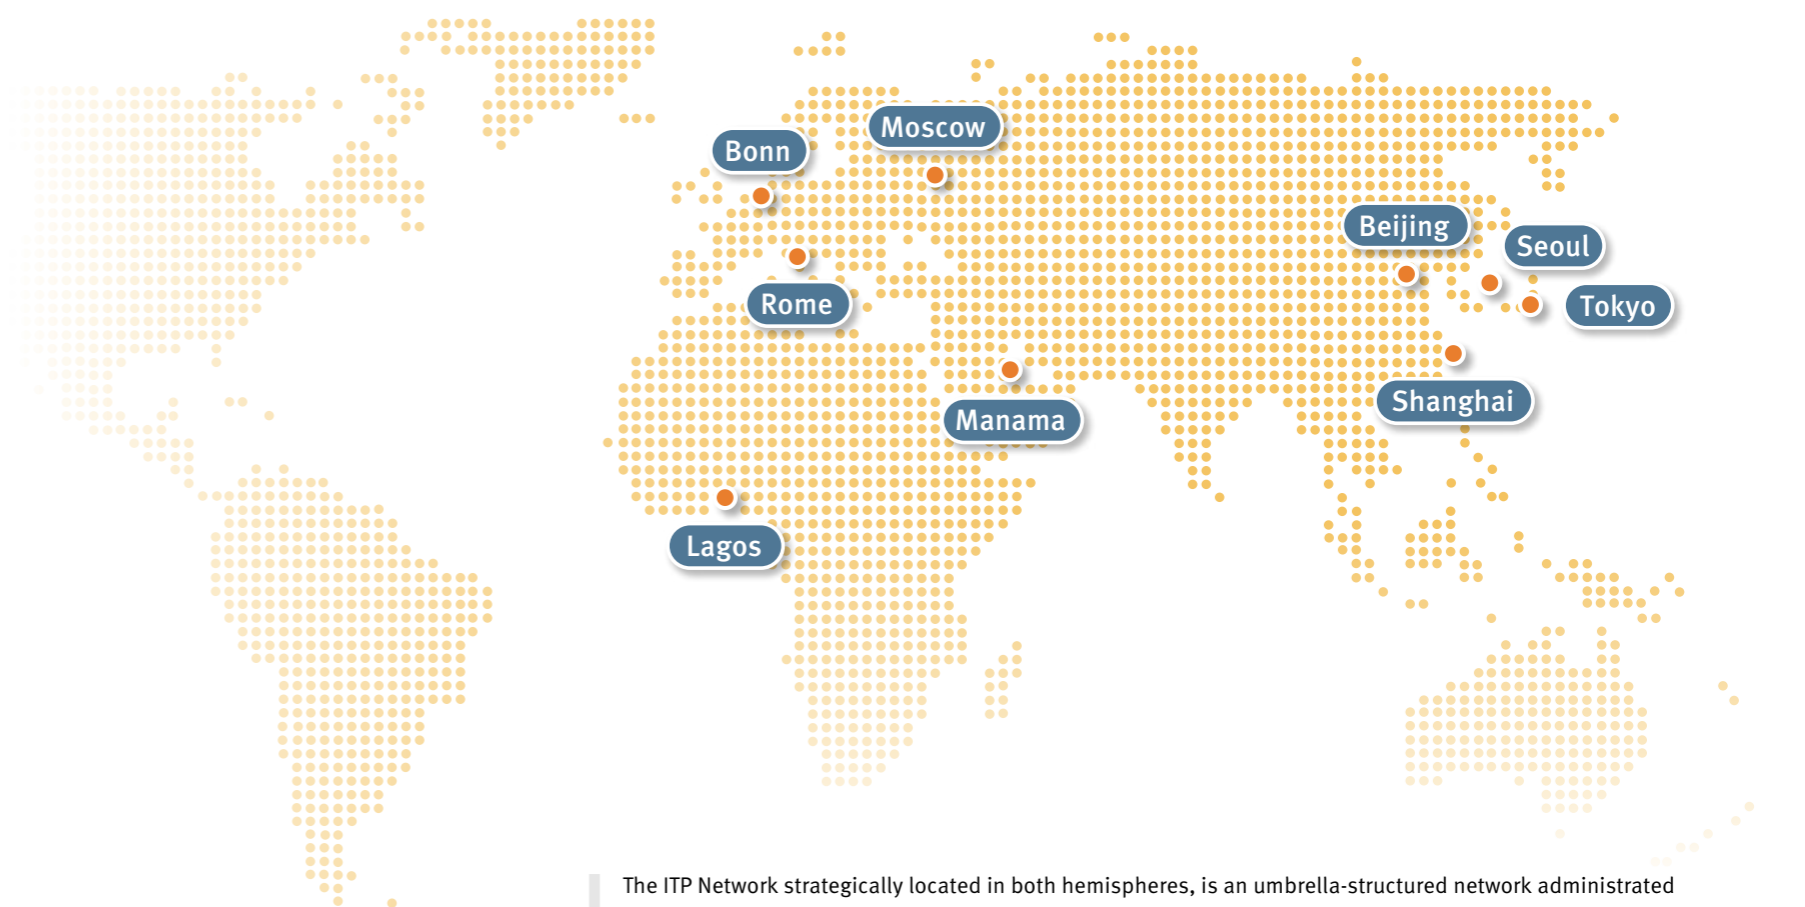 Moscow
Bonn
Beijing
Seoul
Rome
Tokyo
Shanghai
Manama
Lagos
The ITP Network strategically located in both hemispheres, is an umbrella-structured network administrated